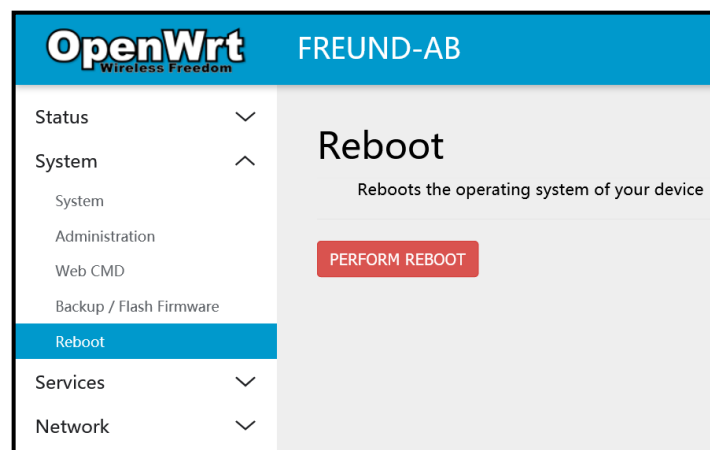 OpenWrt
Wireless Freedom
FREUND-AB
Status
System
System
Administration
Web CMD
Backup / Flash Firmware
Reboot
Services
Network
Reboot
Reboots the operating system of your device
PERFORM REBOOT